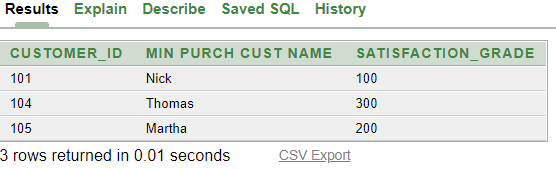 Results Explain Describe Saved SQL History
CUSTOMER_ID MIN PURCH CUST NAME SATISFACTION_GRADE
101 Nick 100
104 Thomas 300
105 Martha 200
3 rows returned in 0.01 seconds CSV Export